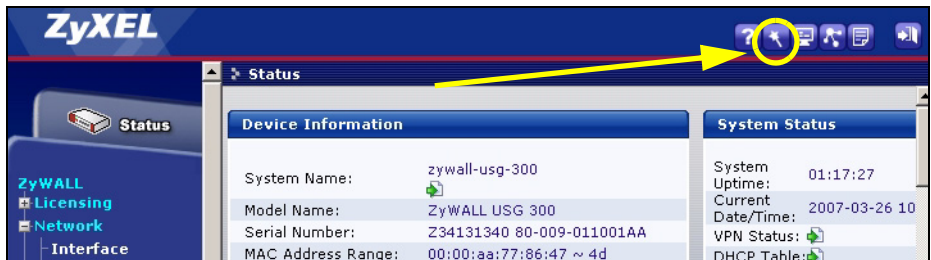 ZyXEL
?
Status
Status
Device Information
System Status
System Name:
zywall-usg-300
System
Uptime:
01:17:27
ZyWALL
Licensing
Network
Interface
Model Name:
ZyWALL USG 300
Current
Date/Time:
2007-03-26 10
Serial Number:
Z34131340 80-009-011001AA
VPN Status:
MAC Address Range:
00:00:aa:77:86:47 ~ 4d
DHCP Table: